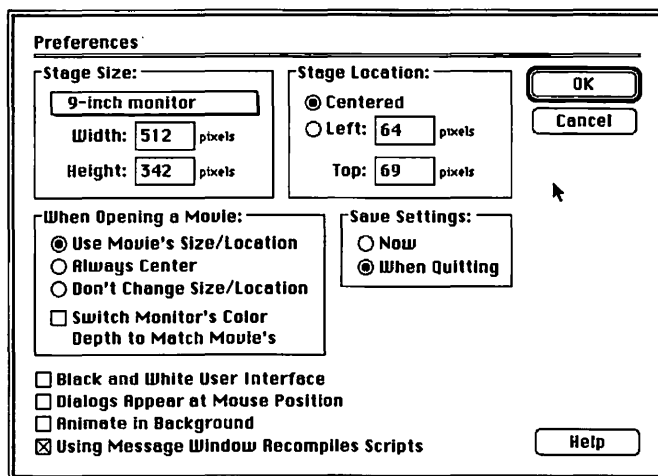 Preferences
Stage Size:
9-inch monitor
Width: 512 pixels
Height: 342 pixels
Stage Location:
Centered
Left: 64 pixels
Top: 69 pixels
OK
Cancel
When Opening a Movie:
Use Movie's Size/Location
Always Center
Don't Change Size/Location
Switch Monitor's Color
Depth to Match Movie's
Save Settings:
Now
When Quitting
Black and White User Interface
Dialogs Appear at Mouse Position
Animate in Background
Using Message Window Recompiles Scripts
Help